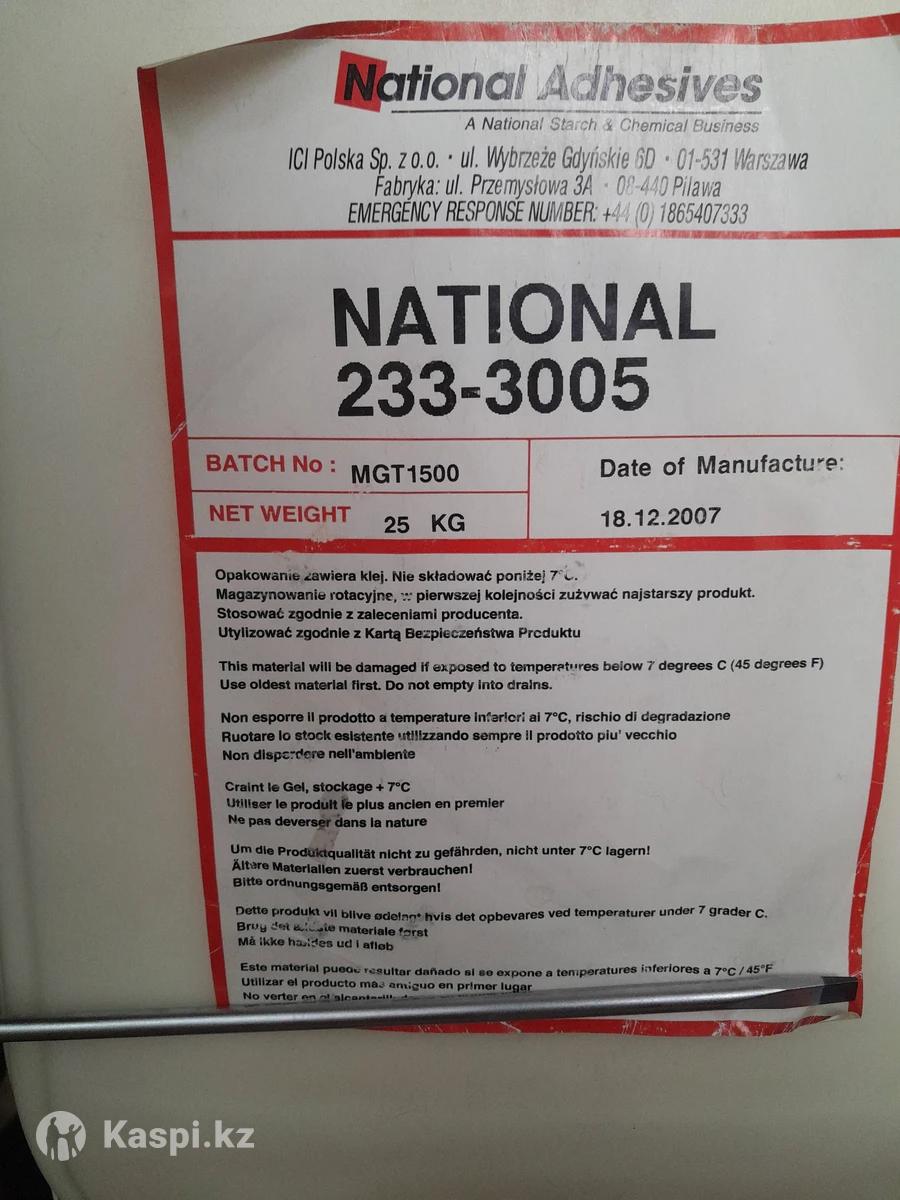 National Adhesives
A National Starch & Chemical Business
ICI Polska Sp. z o.o. · ul. Wybrzeże Gdyńskie 6D · 01-531 Warszawa
Fabryka: ul. Przemysłowa 3A · 08-440 Pilawa
EMERGENCY RESPONSE NUMBER: +44 (0) 1865407333
NATIONAL
233-3005
BATCH No : MGT1500
Date of Manufacture:
NET WEIGHT 25 KG
18.12.2007
Opakowanie zawiera klej. Nie składować poniżej 7°C.
Magazynowanie rotacyjne, w pierwszej kolejności zużywać najstarszy produkt.
Stosować zgodnie z zaleceniami producenta.
Utylizować zgodnie z Kartą Bezpieczeństwa Produktu
This material will be damaged if exposed to temperatures below 7 degrees C (45 degrees F)
Use oldest material first. Do not empty into drains.
Non esporre il prodotto a temperature inferiori ai 7°C, rischio di degradazione
Ruotare lo stock esistente utilizzando sempre il prodotto piu' vecchio
Non disperdere nell'ambiente
Craint le Gel, stockage + 7°C
Utiliser le produit le plus ancien en premier
Ne pas deverser dans la nature
Um die Produktqualität nicht zu gefährden, nicht unter 7°C lagern!
Ältere Materialien zuerst verbrauchen!
Bitte ordnungsgemäß entsorgen!
Dette produkt vil blive ødelagt hvis det opbevares ved temperaturer under 7 grader C.
Brug det ældste materiale først
Må ikke hældes ud i afløb
Este material puede resultar dañado si se expone a temperatures inferiores a 7°C / 45°F
Utilizar el producto mas antiguo en primer lugar
No verter en el
Kaspi.kz